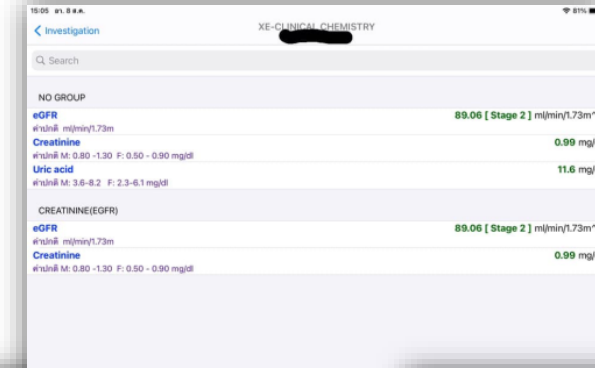 15:05 อา. 8 ส.ค.
81%
Investigation
XE-CLINICAL CHEMISTRY
Search
NO GROUP
eGFR
89.06 [ Stage 2 ] ml/min/1.73m^
ค่าปกติ ml/min/1.73m
Creatinine
0.99 mg/
ค่าปกติ M: 0.80 -1.30 F: 0.50 - 0.90 mg/dl
Uric acid
11.6 mg/
ค่าปกติ M: 3.6-8.2 F: 2.3-6.1 mg/dl
CREATININE(EGFR)
eGFR
89.06 [ Stage 2 ] ml/min/1.73m^
ค่าปกติ ml/min/1.73m
Creatinine
0.99 mg/
ค่าปกติ M: 0.80 -1.30 F: 0.50 - 0.90 mg/dl